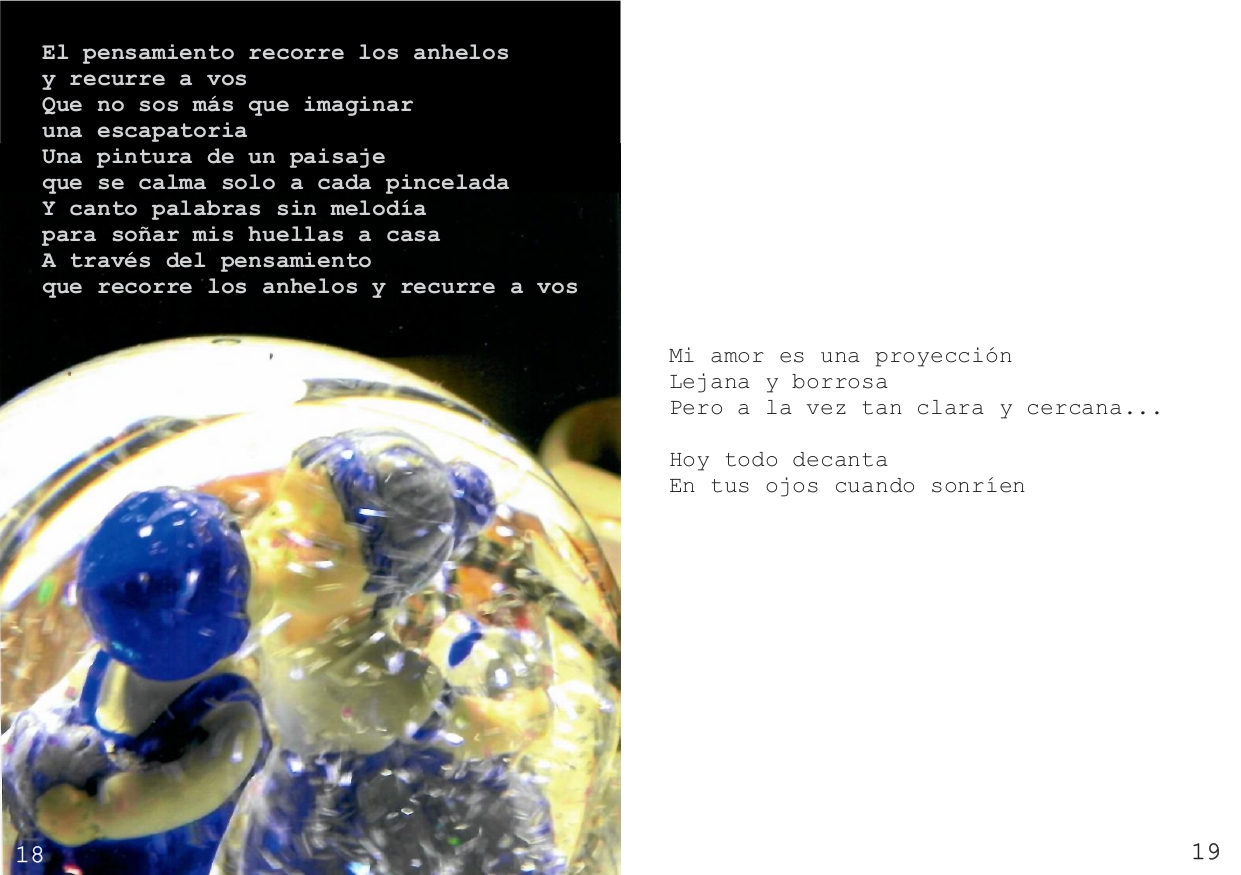 El pensamiento recorre los anhelos
y recurre a vos
Que no sos más que imaginar
una escapatoria
Una pintura de un paisaje
que se calma solo a cada pincelada
Y canto palabras sin melodía
para soñar mis huellas a casa
A través del pensamiento
que recorre los anhelos y recurre a vos
18
Mi amor es una proyección
Lejana y borrosa
Pero a la vez tan clara y cercana...
Hoy todo decanta
En tus ojos cuando sonríen
19